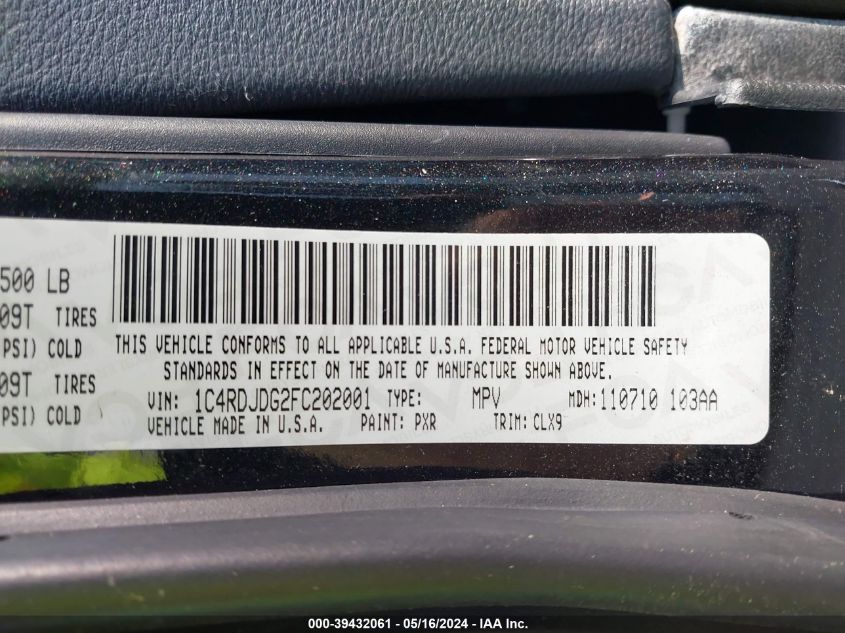 500 LB
09T TIRES
PSI) COLD
09T TIRES
PSI) COLD
THIS VEHICLE CONFORMS TO ALL APPLICABLE U.S.A. FEDERAL MOTOR VEHICLE SAFETY
STANDARDS IN EFFECT ON THE DATE OF MANUFACTURE SHOWN ABOVE.
VIN: 1C4RDJDG2FC202001 TYPE: MPV MDH: 110710 103AA
VEHICLE MADE IN U.S.A. PAINT: PXR TRIM: CLX9
000-39432061 - 05/16/2024 - IAA Inc.